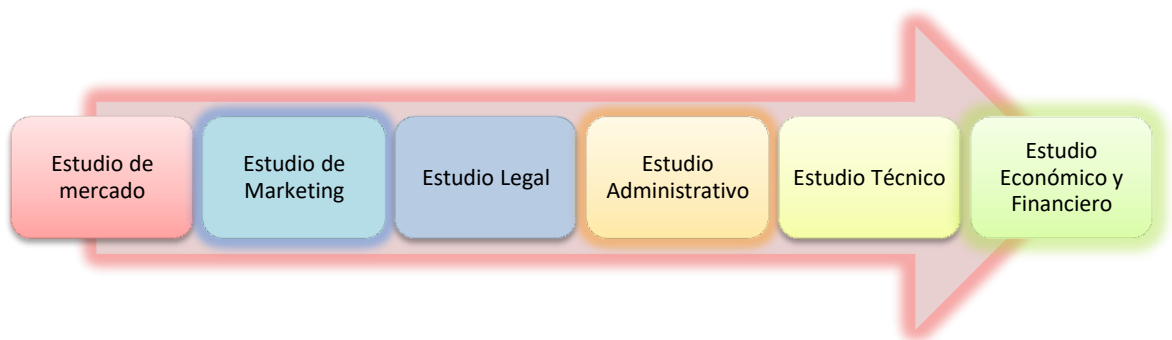 Estudio de
mercado
Estudio de
Marketing
Estudio Legal
Estudio
Administrativo
Estudio Técnico
Estudio
Económico y
Financiero